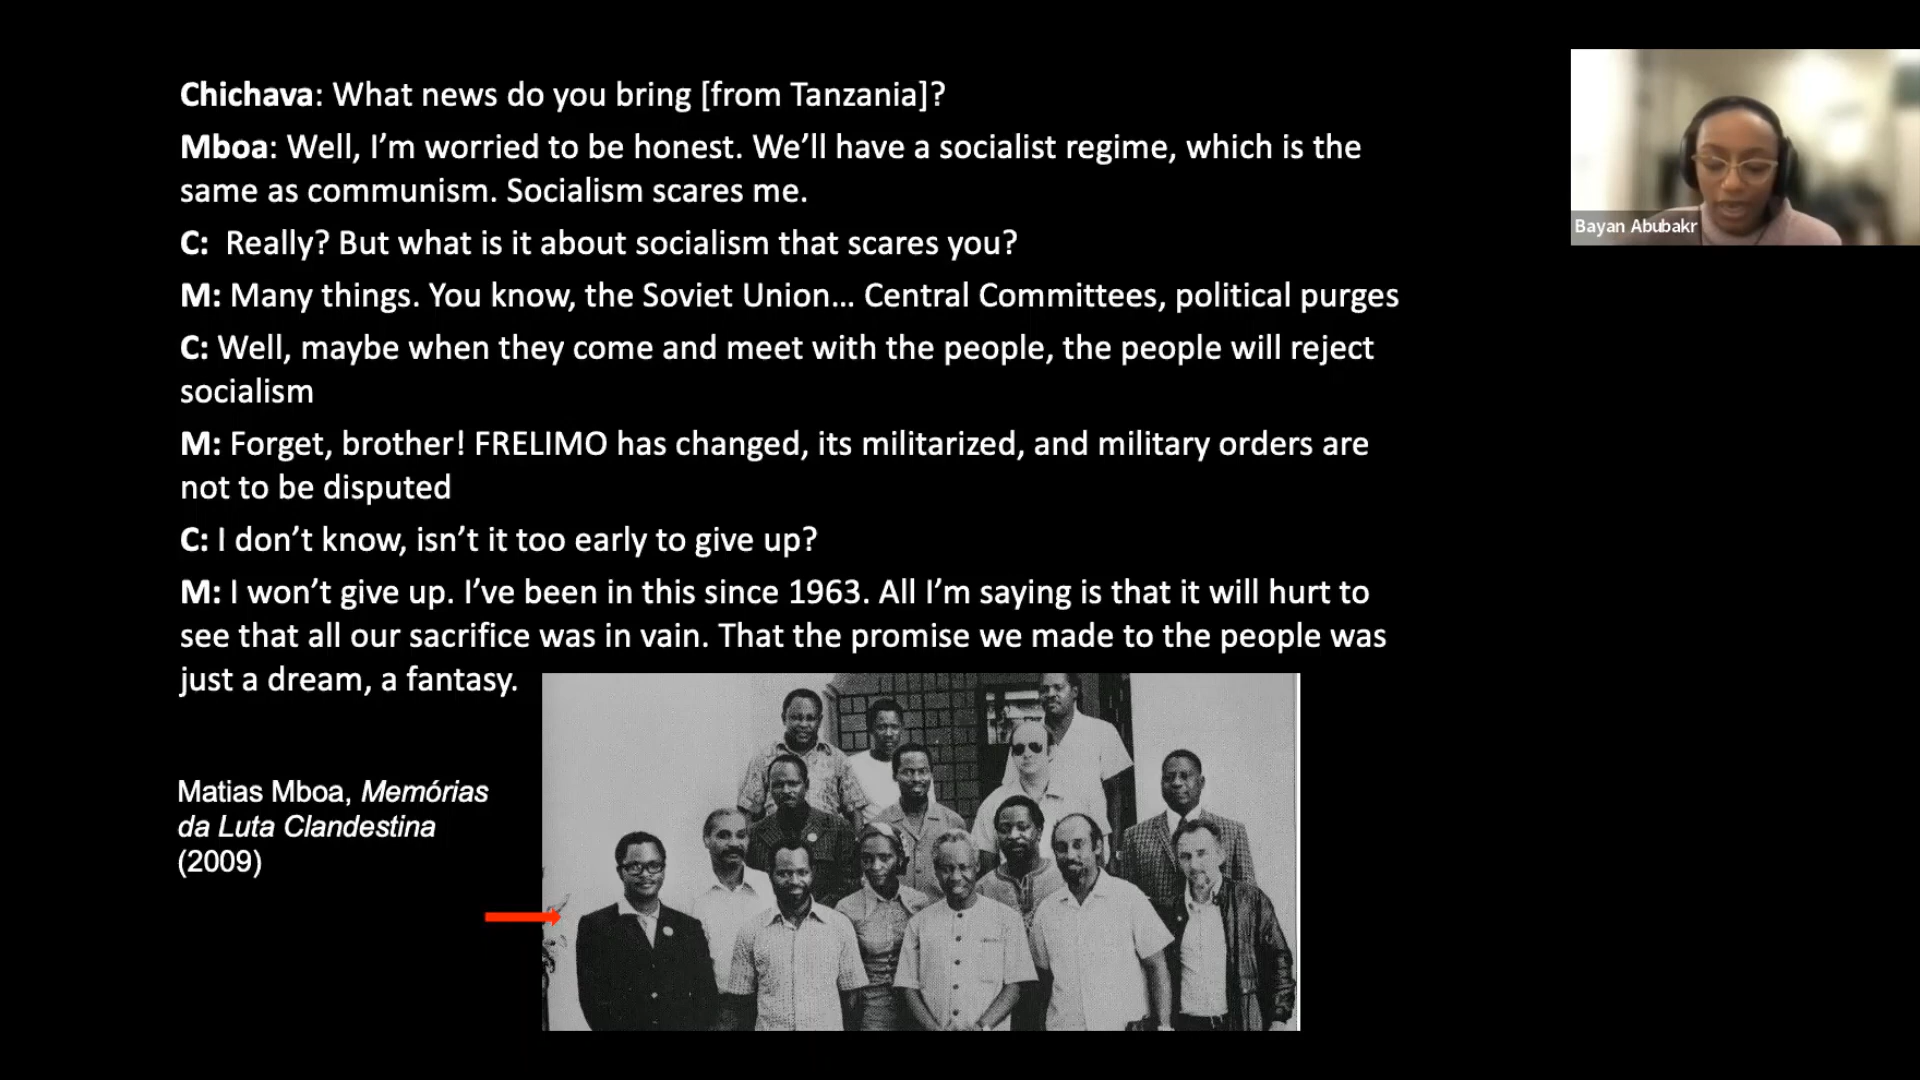 Chichava: What news do you bring [from Tanzania]?
Mboa: Well, I’m worried to be honest. We’ll have a socialist regime, which is the
same as communism. Socialism scares me.
C:  Really? But what is it about socialism that scares you?
M: Many things. You know, the Soviet Union… Central Committees, political purges
C: Well, maybe when they come and meet with the people, the people will reject
socialism
M: Forget, brother! FRELIMO has changed, its militarized, and military orders are
not to be disputed
C: I don’t know, isn’t it too early to give up?
M: I won’t give up. I’ve been in this since 1963. All I’m saying is that it will hurt to
see that all our sacrifice was in vain. That the promise we made to the people was
just a dream, a fantasy.
Matias Mboa, Memórias
da Luta Clandestina
(2009)
Bayan Abubakr